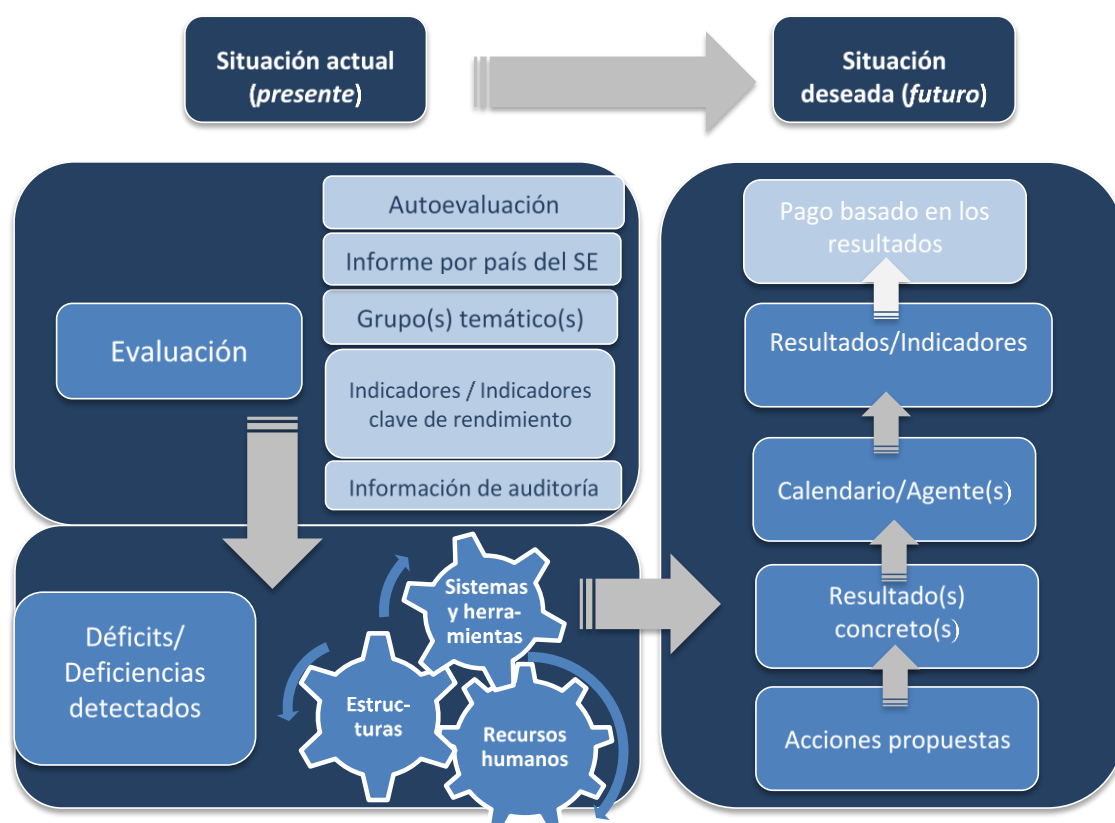 Situación actual
(presente)
Situación
deseada (futuro)
Autoevaluación
Informe por país del SE
Grupo(s) temático(s)
Indicadores / Indicadores
clave de rendimiento
Información de auditoría
Evaluación
Déficits/
Deficiencias
detectados
Sistemas
y herra-
mientas
Estruc-
turas
Recursos
humanos
Pago basado en los
resultados
Resultados/Indicadores
Calendario/Agente(s)
Resultado(s)
concreto(s)
Acciones propuestas